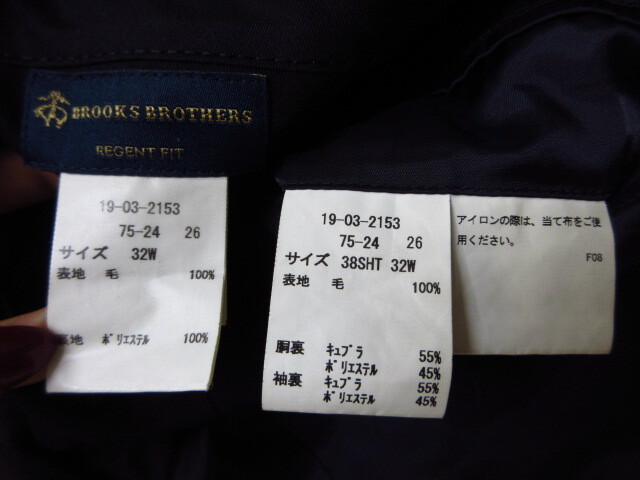 BROOKS BROTHERS
REGENT FIT
19-03-2153
75-24 26
サイズ 32W
表地 毛 100%
裏地 ポリエステル 100%
19-03-2153
75-24 26
サイズ 38SHT 32W
表地 毛 100%
胴裏 キュプラ 55%
ポリエステル 45%
袖裏 キュプラ 55%
ポリエステル 45%
アイロンの際は、当て布をご使
用ください。
F08